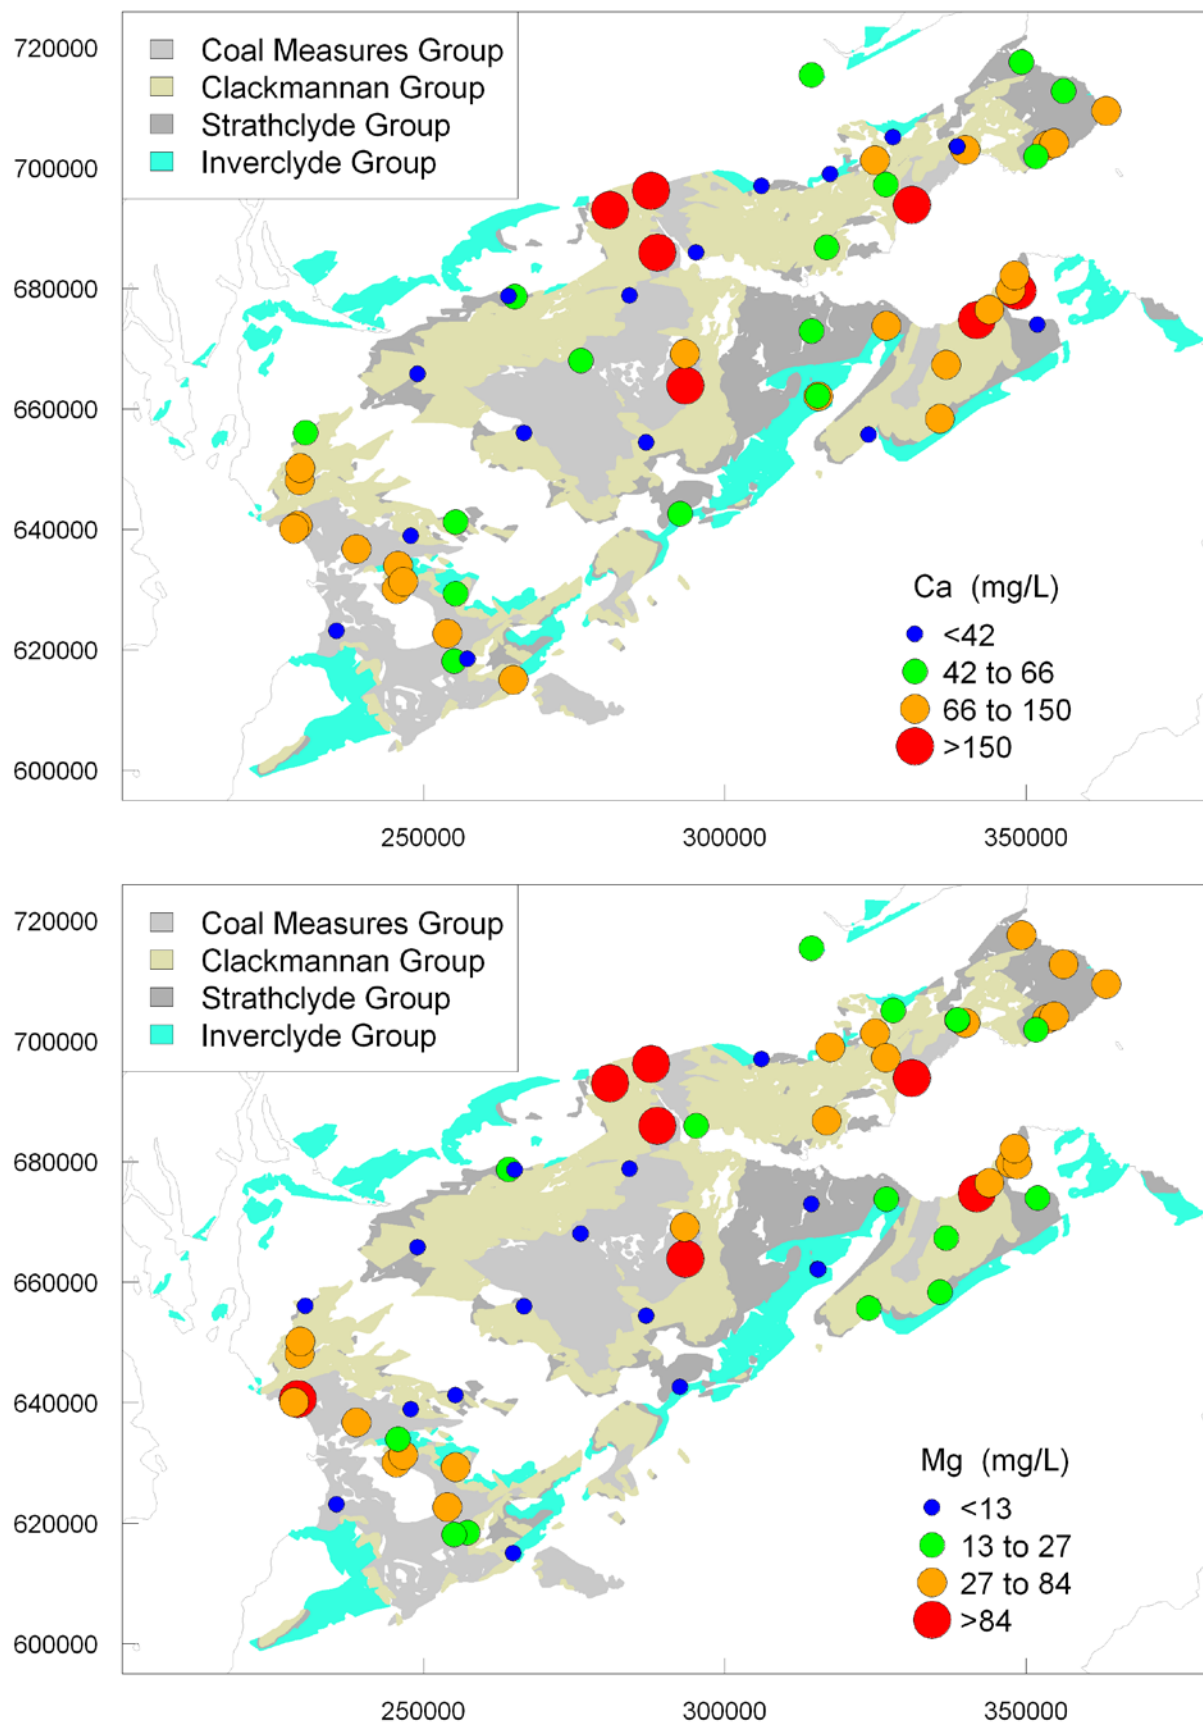 720000
Coal Measures Group
Clackmannan Group
700000
Strathclyde Group
Inverclyde Group
680000
660000
640000
Ca (mg/L)
<42
620000
42 to 66
66 to 150
600000
>150
250000 300000 350000
720000
Coal Measures Group
Clackmannan Group
700000
Strathclyde Group
Inverclyde Group
680000
660000
640000
Mg (mg/L)
<13
620000
13 to 27
27 to 84
600000
>84
250000 300000 350000